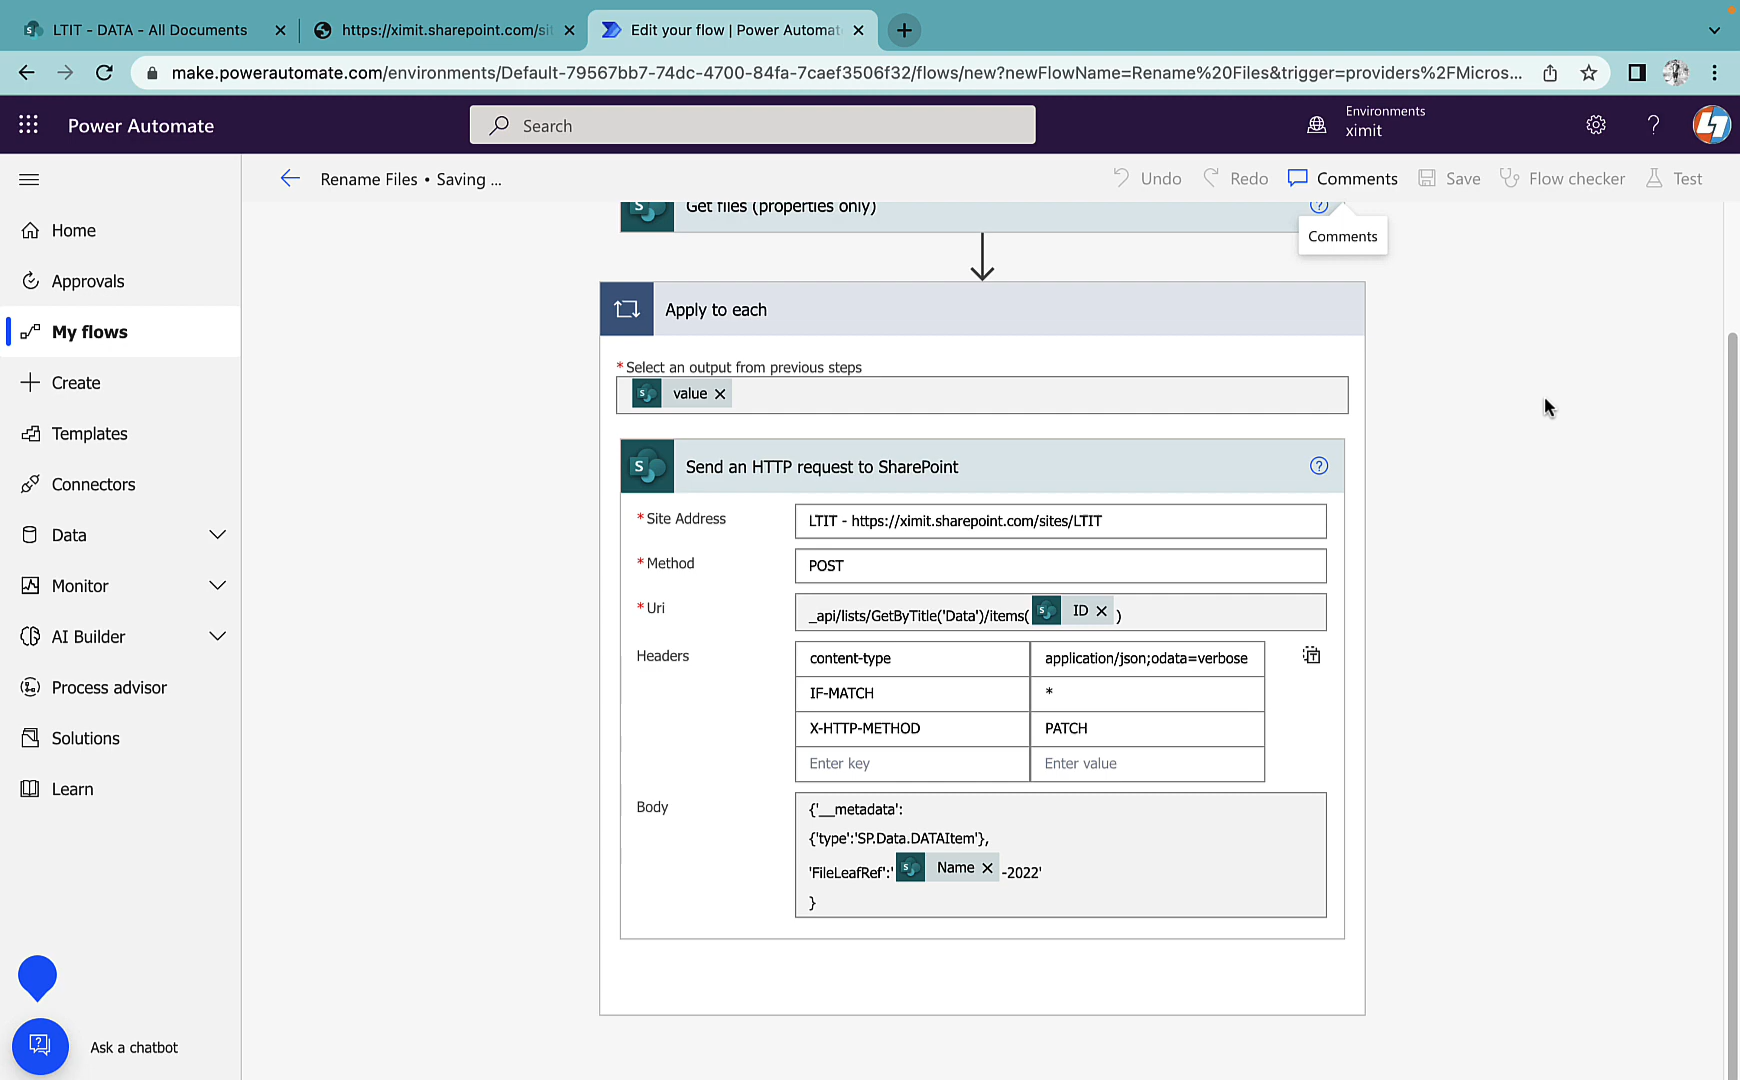 LTIT - DATA - All Documents
https://ximit.sharepoint.com/sit
Edit your flow | Power Automat
make.powerautomate.com/environments/Default-79567bb7-74dc-4700-84fa-7caef3506f32/flows/new?newFlowName=Rename%20Files&trigger=providers%2FMicros...
Power Automate
Search
Environments
ximit
?
Rename Files • Saving ...
Undo
Redo
Comments
Save
Flow checker
Test
Home
Approvals
My flows
Create
Templates
Connectors
Data
Monitor
AI Builder
Process advisor
Solutions
Learn
Ask a chatbot
S
Get files (properties only)
?
Comments
Apply to each
* Select an output from previous steps
S value
S
Send an HTTP request to SharePoint
?
* Site Address
LTIT - https://ximit.sharepoint.com/sites/LTIT
* Method
POST
* Uri
_api/lists/GetByTitle('Data')/items( S ID )
Headers
content-type
application/json;odata=verbose
IF-MATCH
*
X-HTTP-METHOD
PATCH
Enter key
Enter value
Body
{'__metadata':
{'type':'SP.Data.DATAItem'},
'FileLeafRef':' S Name -2022'
}